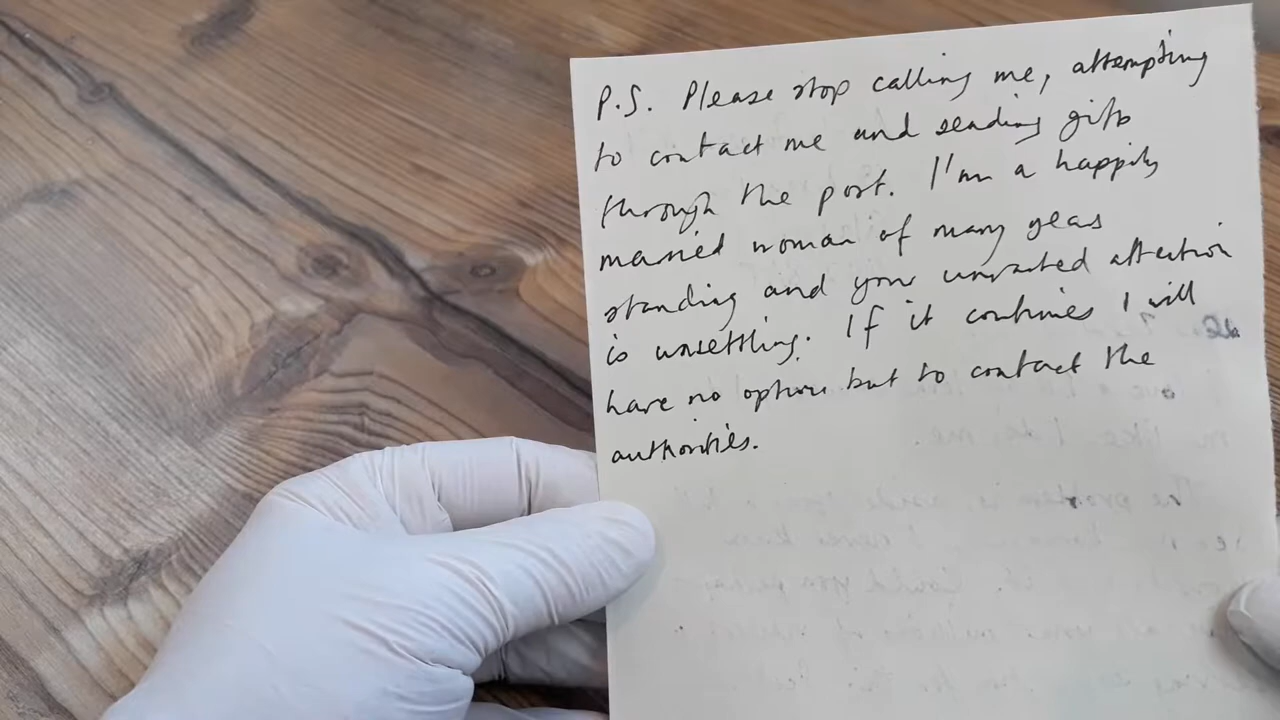 P.S. Please stop calling me, attempting
to contact me and sending gifts
through the post. I'm a happily
married woman of many years
standing and your unwanted attention
is unsettling. If it continues I will
have no option but to contact the
authorities.